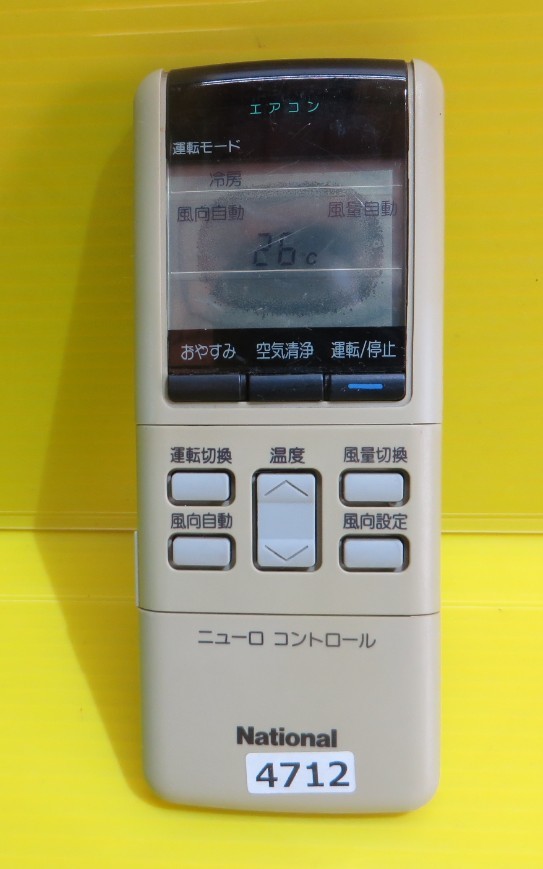 エアコン
運転モード
冷房
風向自動 風量自動
26℃
おやすみ 空気清浄 運転/停止
運転切換 温度 風量切換
風向自動 風向設定
ニューロ コントロール
National
4712